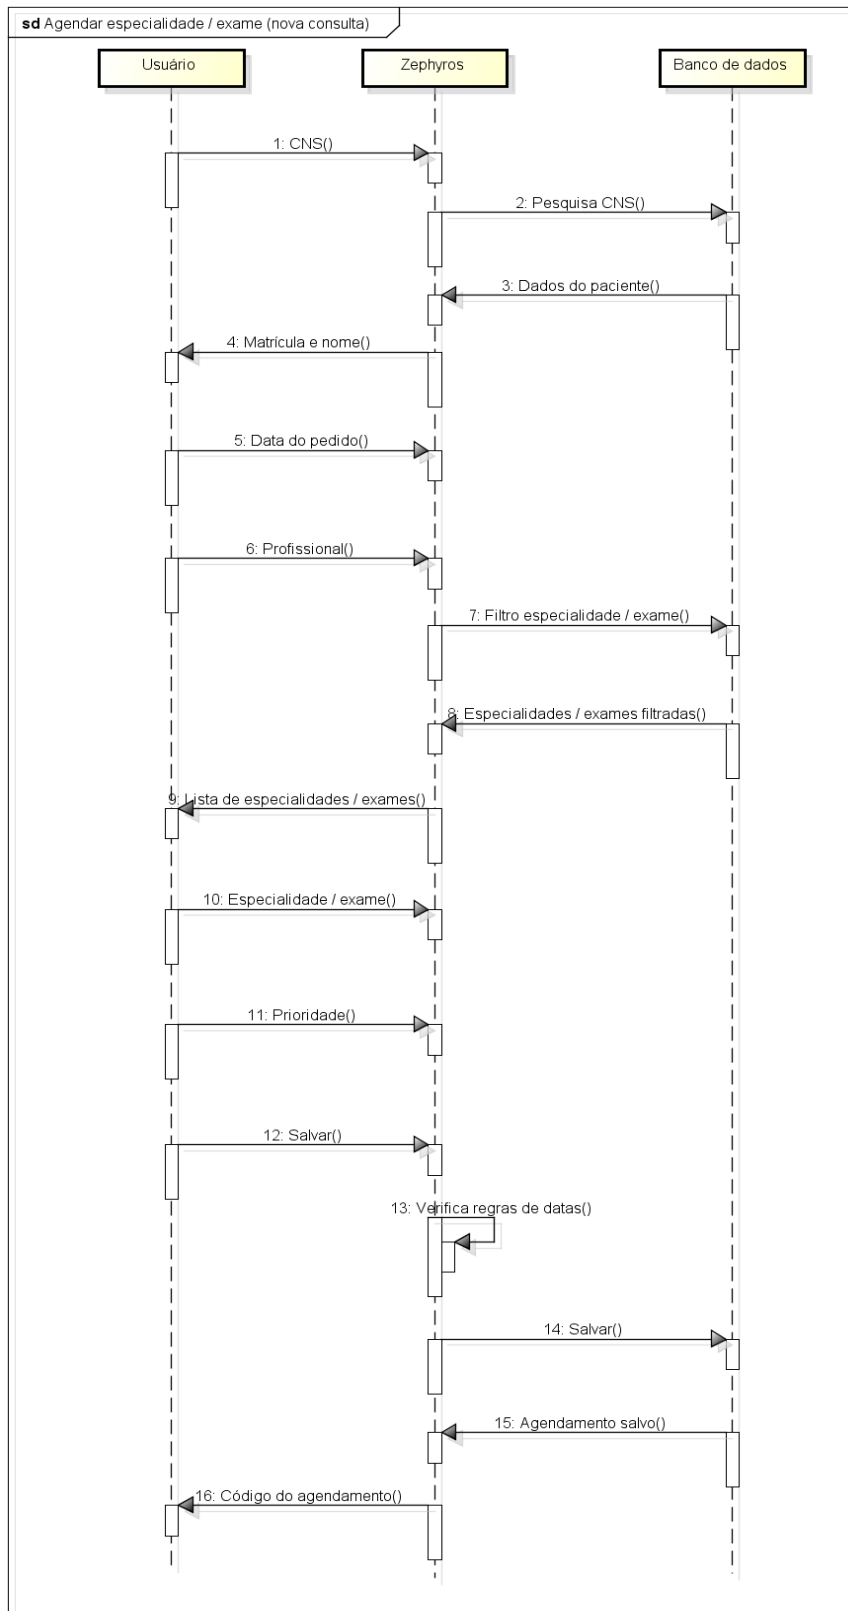 sd Agendar especialidade / exame (nova consulta)
Usuário
Zephyros
Banco de dados
1: CNS()
2: Pesquisa CNS()
3: Dados do paciente()
4: Matrícula e nome()
5: Data do pedido()
6: Profissional()
7: Filtro especialidade / exame()
8: Especialidades / exames filtradas()
9: Lista de especialidades / exames()
10: Especialidade / exame()
11: Prioridade()
12: Salvar()
13: Verifica regras de datas()
14: Salvar()
15: Agendamento salvo()
16: Código do agendamento()